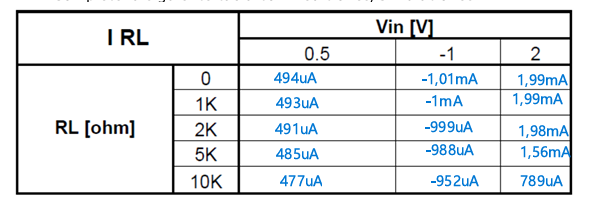 I RL Vin [V]
0.5 -1 2
RL [ohm] 0 494uA -1,01mA 1,99mA
1K 493uA -1mA 1,99mA
2K 491uA -999uA 1,98mA
5K 485uA -988uA 1,56mA
10K 477uA -952uA 789uA